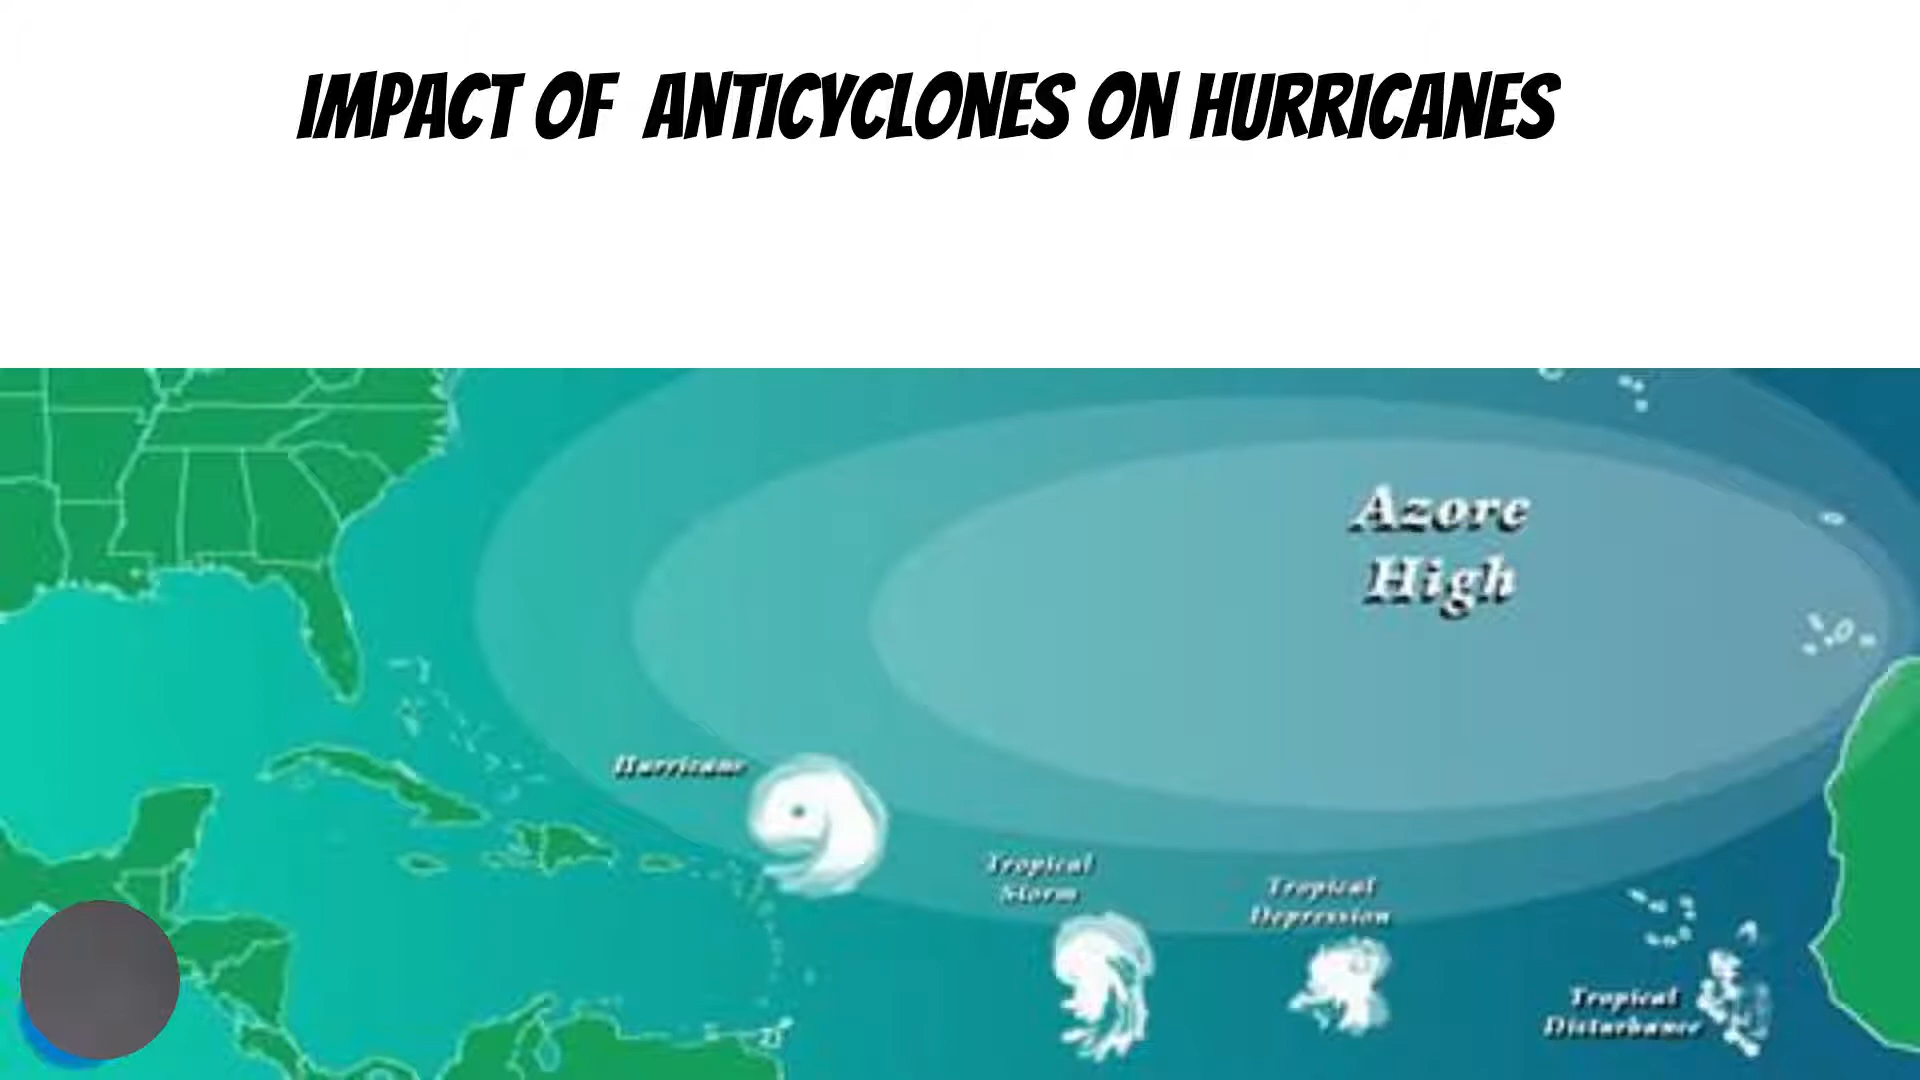 IMPACT OF ANTICYCLONES ON HURRICANES
Azore
High
Hurricane
Tropical
Storm
Tropical
Depression
Tropical
Disturbance